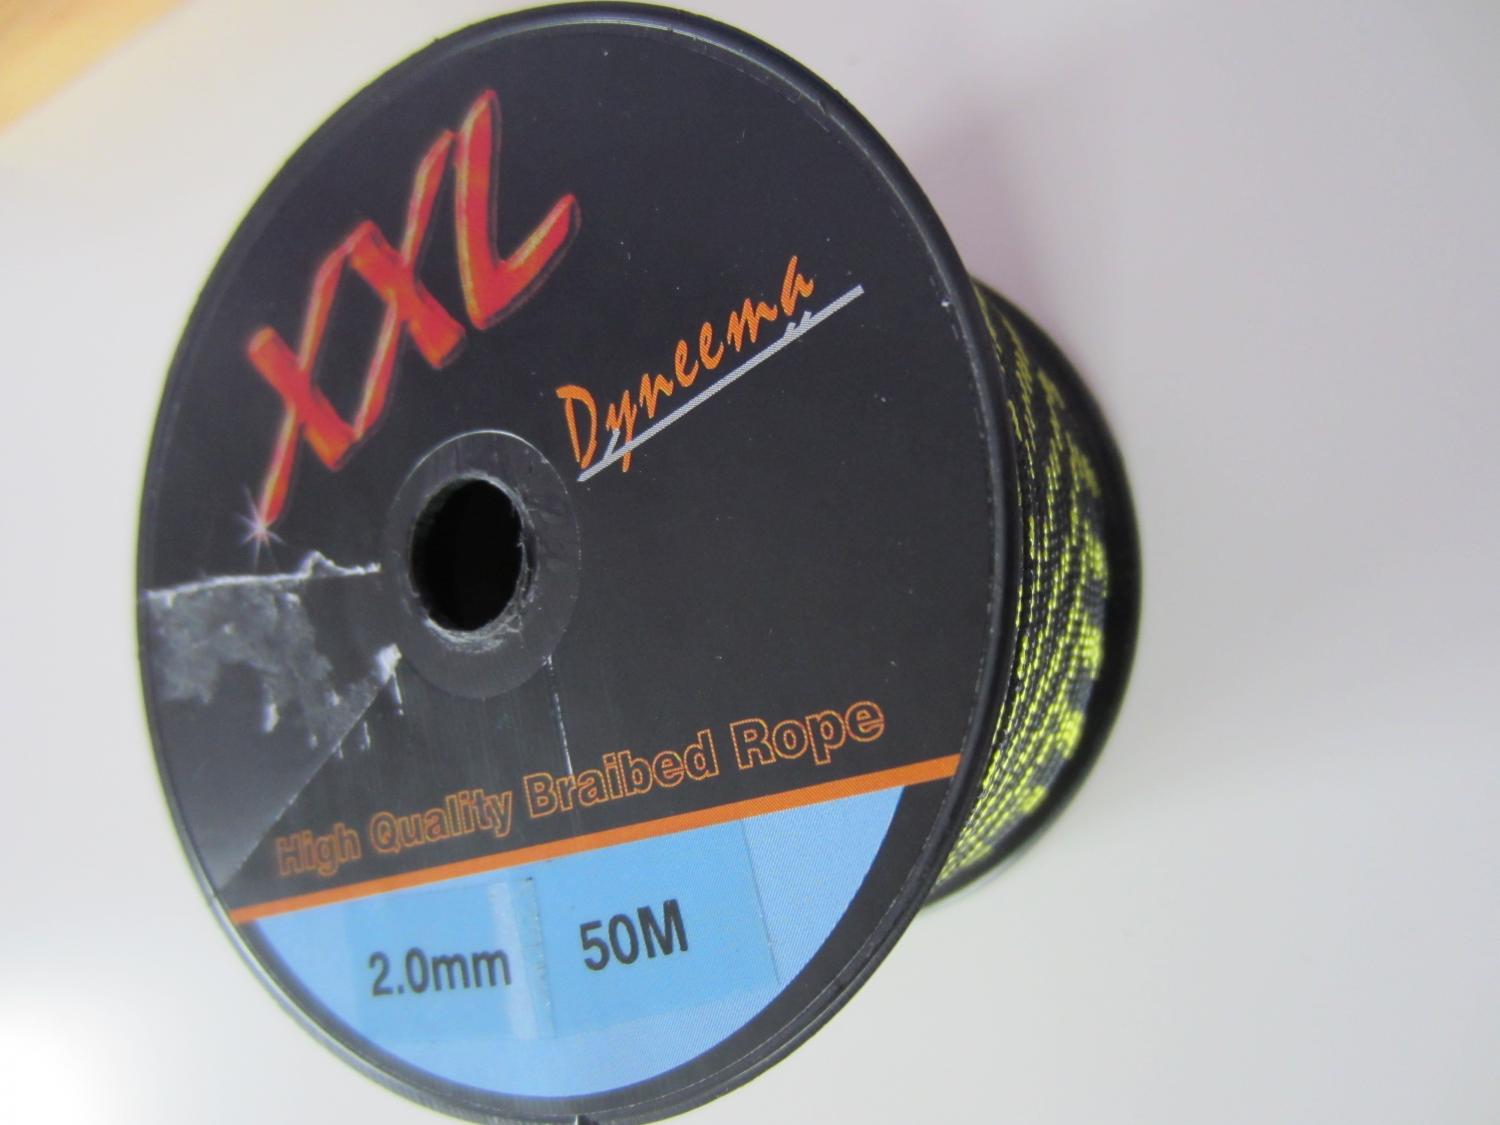 XXL
Dyneema
High Quality Braibed Rope
2.0mm 50M